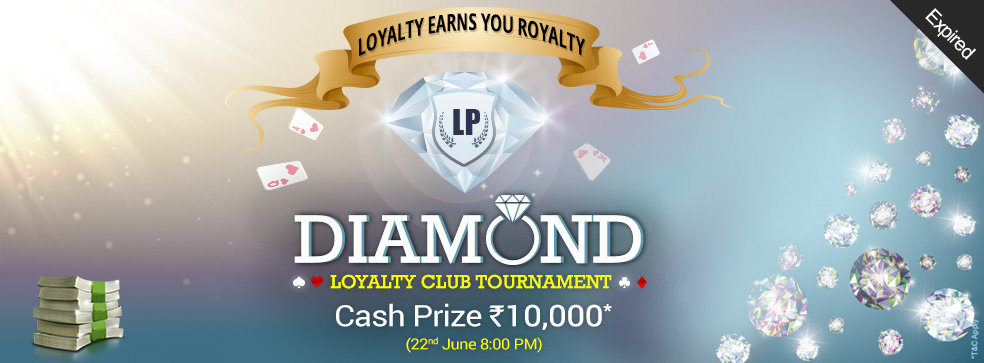 LOYALTY EARNS YOU ROYALTY
Expired
LP
DIAMOND
LOYALTY CLUB TOURNAMENT
Cash Prize ₹10,000*
(22nd June 8:00 PM)
*T&C Apply